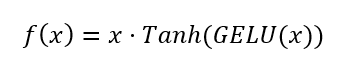 f(x) = x · Tanh(GELU(x))